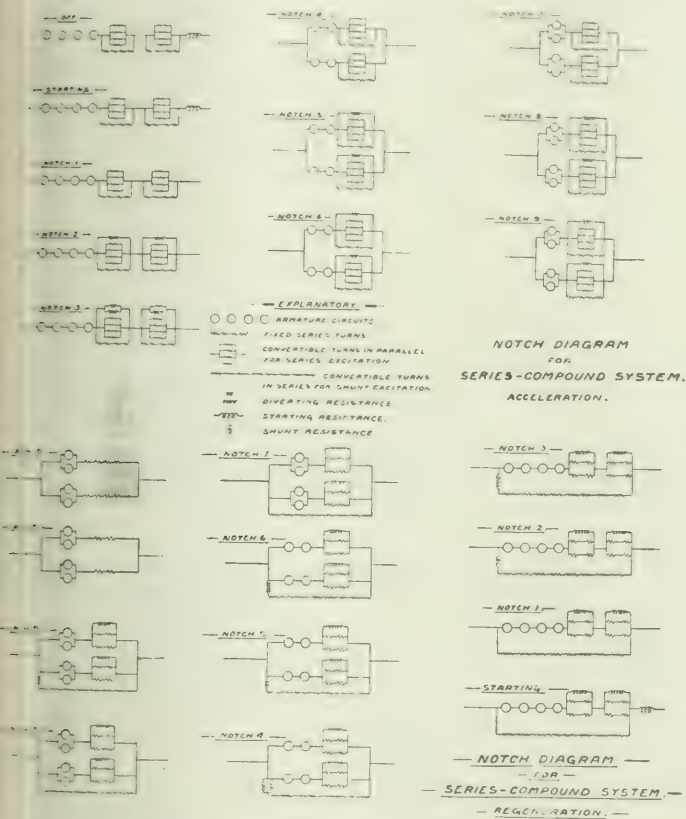 OFF
STARTING
NOTCH 1
NOTCH 2
NOTCH 3
NOTCH 4
NOTCH 5
NOTCH 6
NOTCH 7
NOTCH 8
NOTCH 9
EXPLANATORY
ARMATURE CIRCUITS
FIXED SERIES TURNS
CONVERTIBLE TURNS IN PARALLEL
FOR SERIES EXCITATION
CONVERTIBLE TURNS
IN SERIES FOR SHUNT EXCITATION
DIVERTING RESISTANCE
STARTING RESISTANCE.
SHUNT RESISTANCE
NOTCH DIAGRAM
FOR
SERIES-COMPOUND SYSTEM.
ACCELERATION.
NOTCH 7
NOTCH 6
NOTCH 5
NOTCH 4
NOTCH 3
NOTCH 2
NOTCH 1
STARTING
NOTCH DIAGRAM
FOR
SERIES-COMPOUND SYSTEM.
REGENERATION.